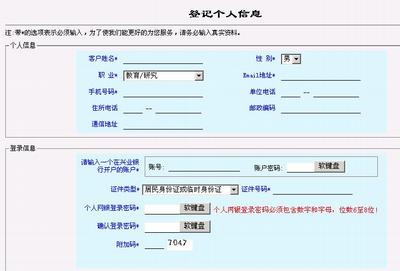 登记个人信息
注:带*的选项表示必须输入，为了使我们能更好的为您服务，请务必输入真实资料。
个人信息
客户姓名* 性 别* 男
职 业* 教育/研究 Email地址*
手机号码* 单位电话 --
住所电话 -- 邮政编码
通信地址
登录信息
请输入一个在兴业银行开户的账户* 账号: 账户密码: 软键盘
证件类型* 居民身份证或临时身份证 证件号码*
个人网银登录密码* 软键盘 个人网银登录密码必须包含数字和字母，位数6至8位!
确认登录密码* 软键盘
附加码* 7047